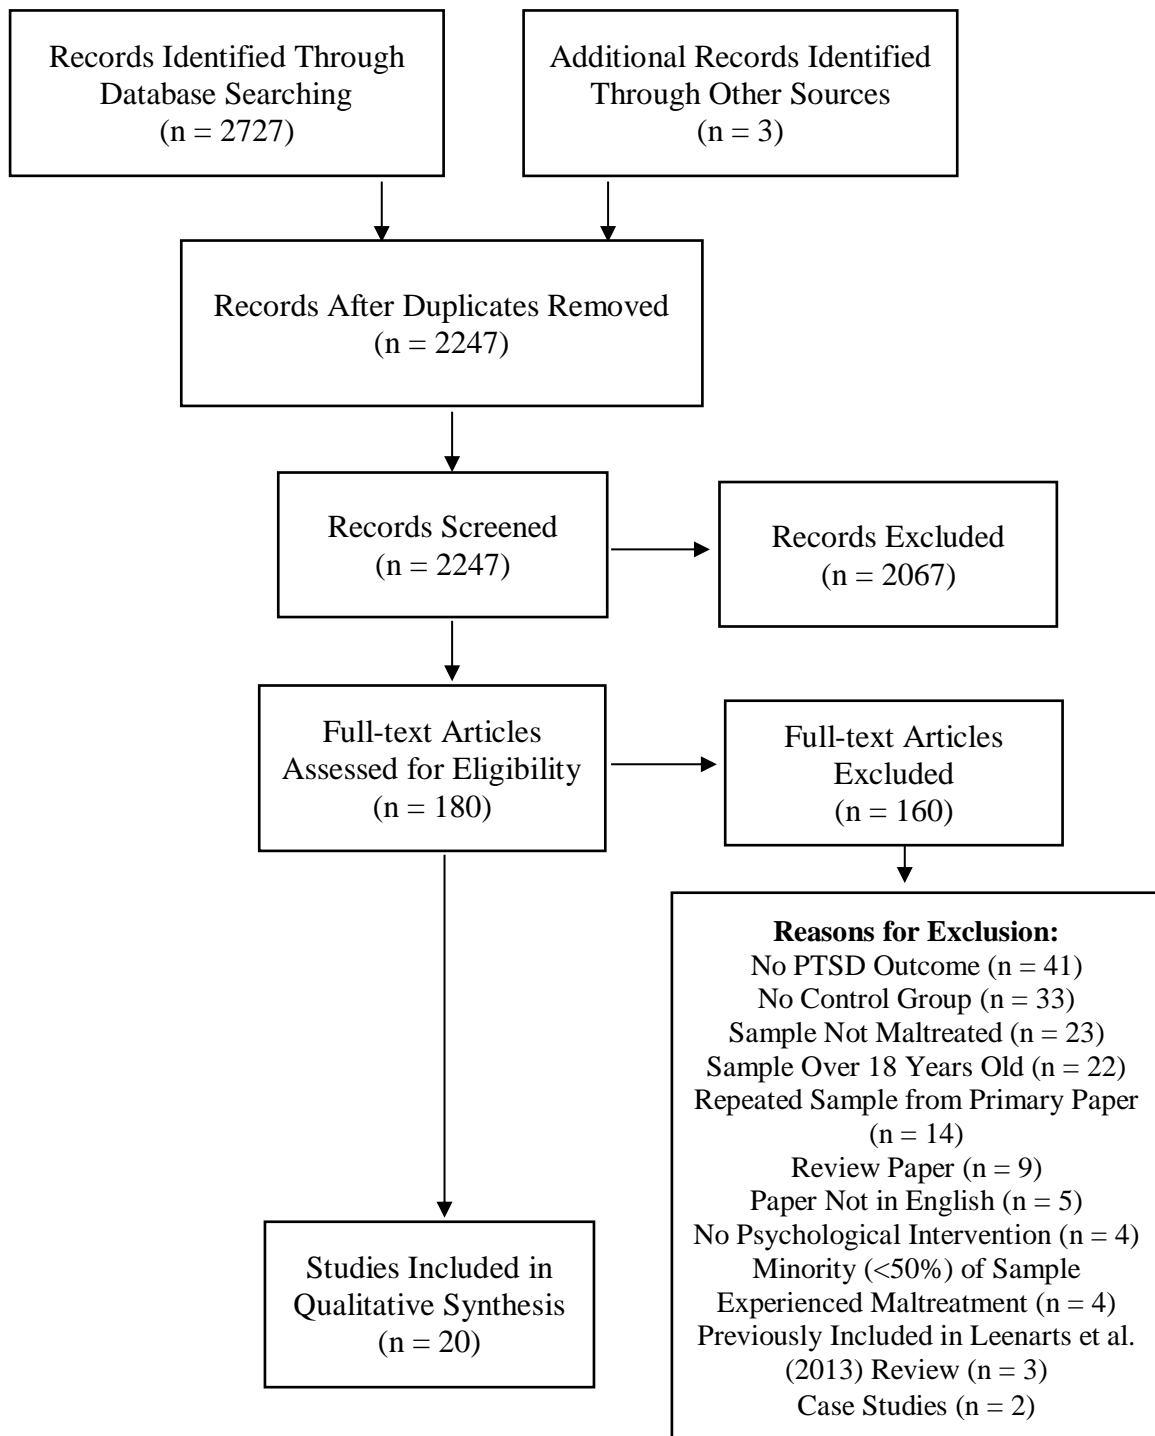 Records Identified Through
Database Searching
(n = 2727)
Additional Records Identified
Through Other Sources
(n = 3)
Records After Duplicates Removed
(n = 2247)
Records Screened
(n = 2247)
Records Excluded
(n = 2067)
Full-text Articles
Assessed for Eligibility
(n = 180)
Full-text Articles
Excluded
(n = 160)
Reasons for Exclusion:
No PTSD Outcome (n = 41)
No Control Group (n = 33)
Sample Not Maltreated (n = 23)
Sample Over 18 Years Old (n = 22)
Repeated Sample from Primary Paper
(n = 14)
Review Paper (n = 9)
Paper Not in English (n = 5)
No Psychological Intervention (n = 4)
Minority (<50%) of Sample
Experienced Maltreatment (n = 4)
Previously Included in Leenarts et al.
(2013) Review (n = 3)
Case Studies (n = 2)
Studies Included in
Qualitative Synthesis
(n = 20)